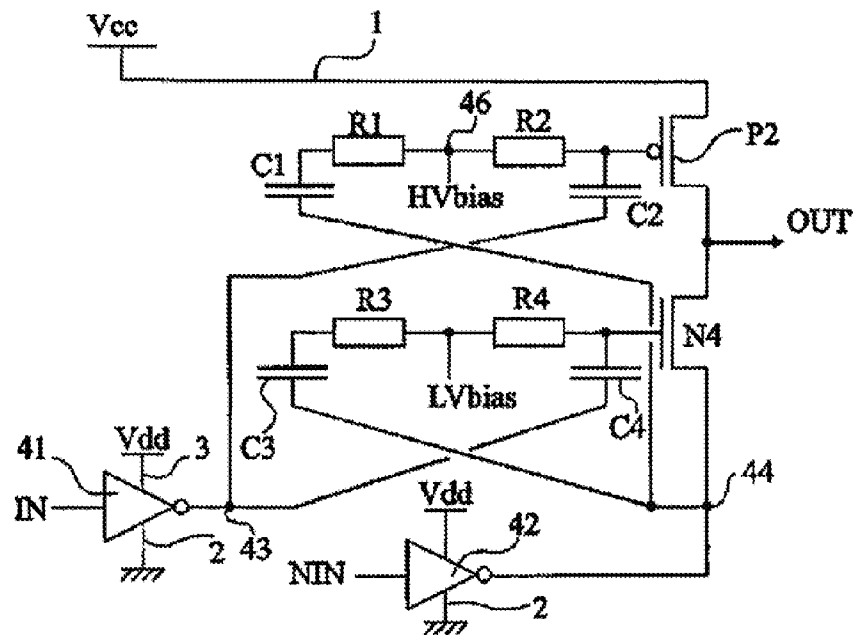 Vcc
1
46
R1
R2
P2
C1
HVbias
C2
OUT
R3
R4
N4
LVbias
C3
C4
41
Vdd
3
44
IN
43
2
Vdd
42
NIN
2